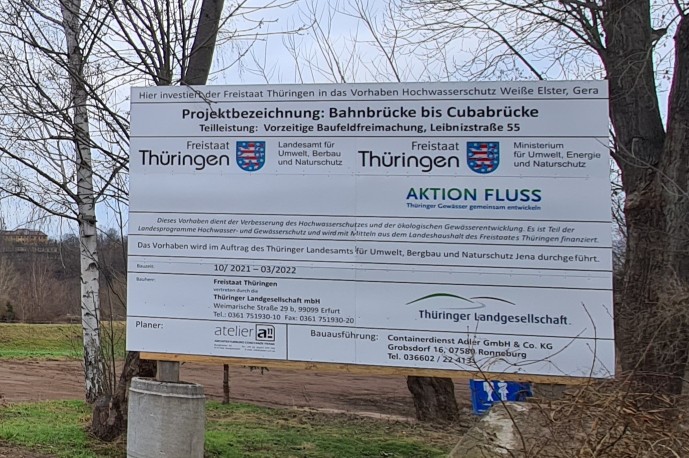 Hier investiert der Freistaat Thüringen in das Vorhaben Hochwasserschutz Weiße Elster, Gera
Projektbezeichnung: Bahnbrücke bis Cubabrücke
Teilleistung: Vorzeitige Baufeldfreimachung, Leibnizstraße 55
Freistaat
Thüringen
Landesamt für
Umwelt, Berbau
und Naturschutz
Freistaat
Thüringen
Ministerium
für Umwelt, Energie
und Naturschutz
AKTION FLUSS
Thüringer Gewässer gemeinsam entwickeln
Dieses Vorhaben dient der Verbesserung des Hochwasserschutzes und der ökologischen Gewässerentwicklung. Es ist Teil der
Landesprogramme Hochwasser- und Gewässerschutz und wird mit Mitteln aus dem Landeshaushalt des Freistaates Thüringen finanziert.
Das Vorhaben wird im Auftrag des Thüringer Landesamts für Umwelt, Bergbau und Naturschutz Jena durchgeführt.
Bauzeit:
10/ 2021 – 03/2022
Bauherr:
Freistaat Thüringen
vertreten durch die
Thüringer Landgesellschaft mbH
Weimarische Straße 29 b, 99099 Erfurt
Tel.: 0361 751930-10 Fax: 0361 751930-20
Thüringer Landgesellschaft
Planer:
atelier
Bauausführung:
Containerdienst Adler GmbH & Co. KG
Grobsdorf 16, 07580 Ronneburg
Tel. 036602 / 22 413